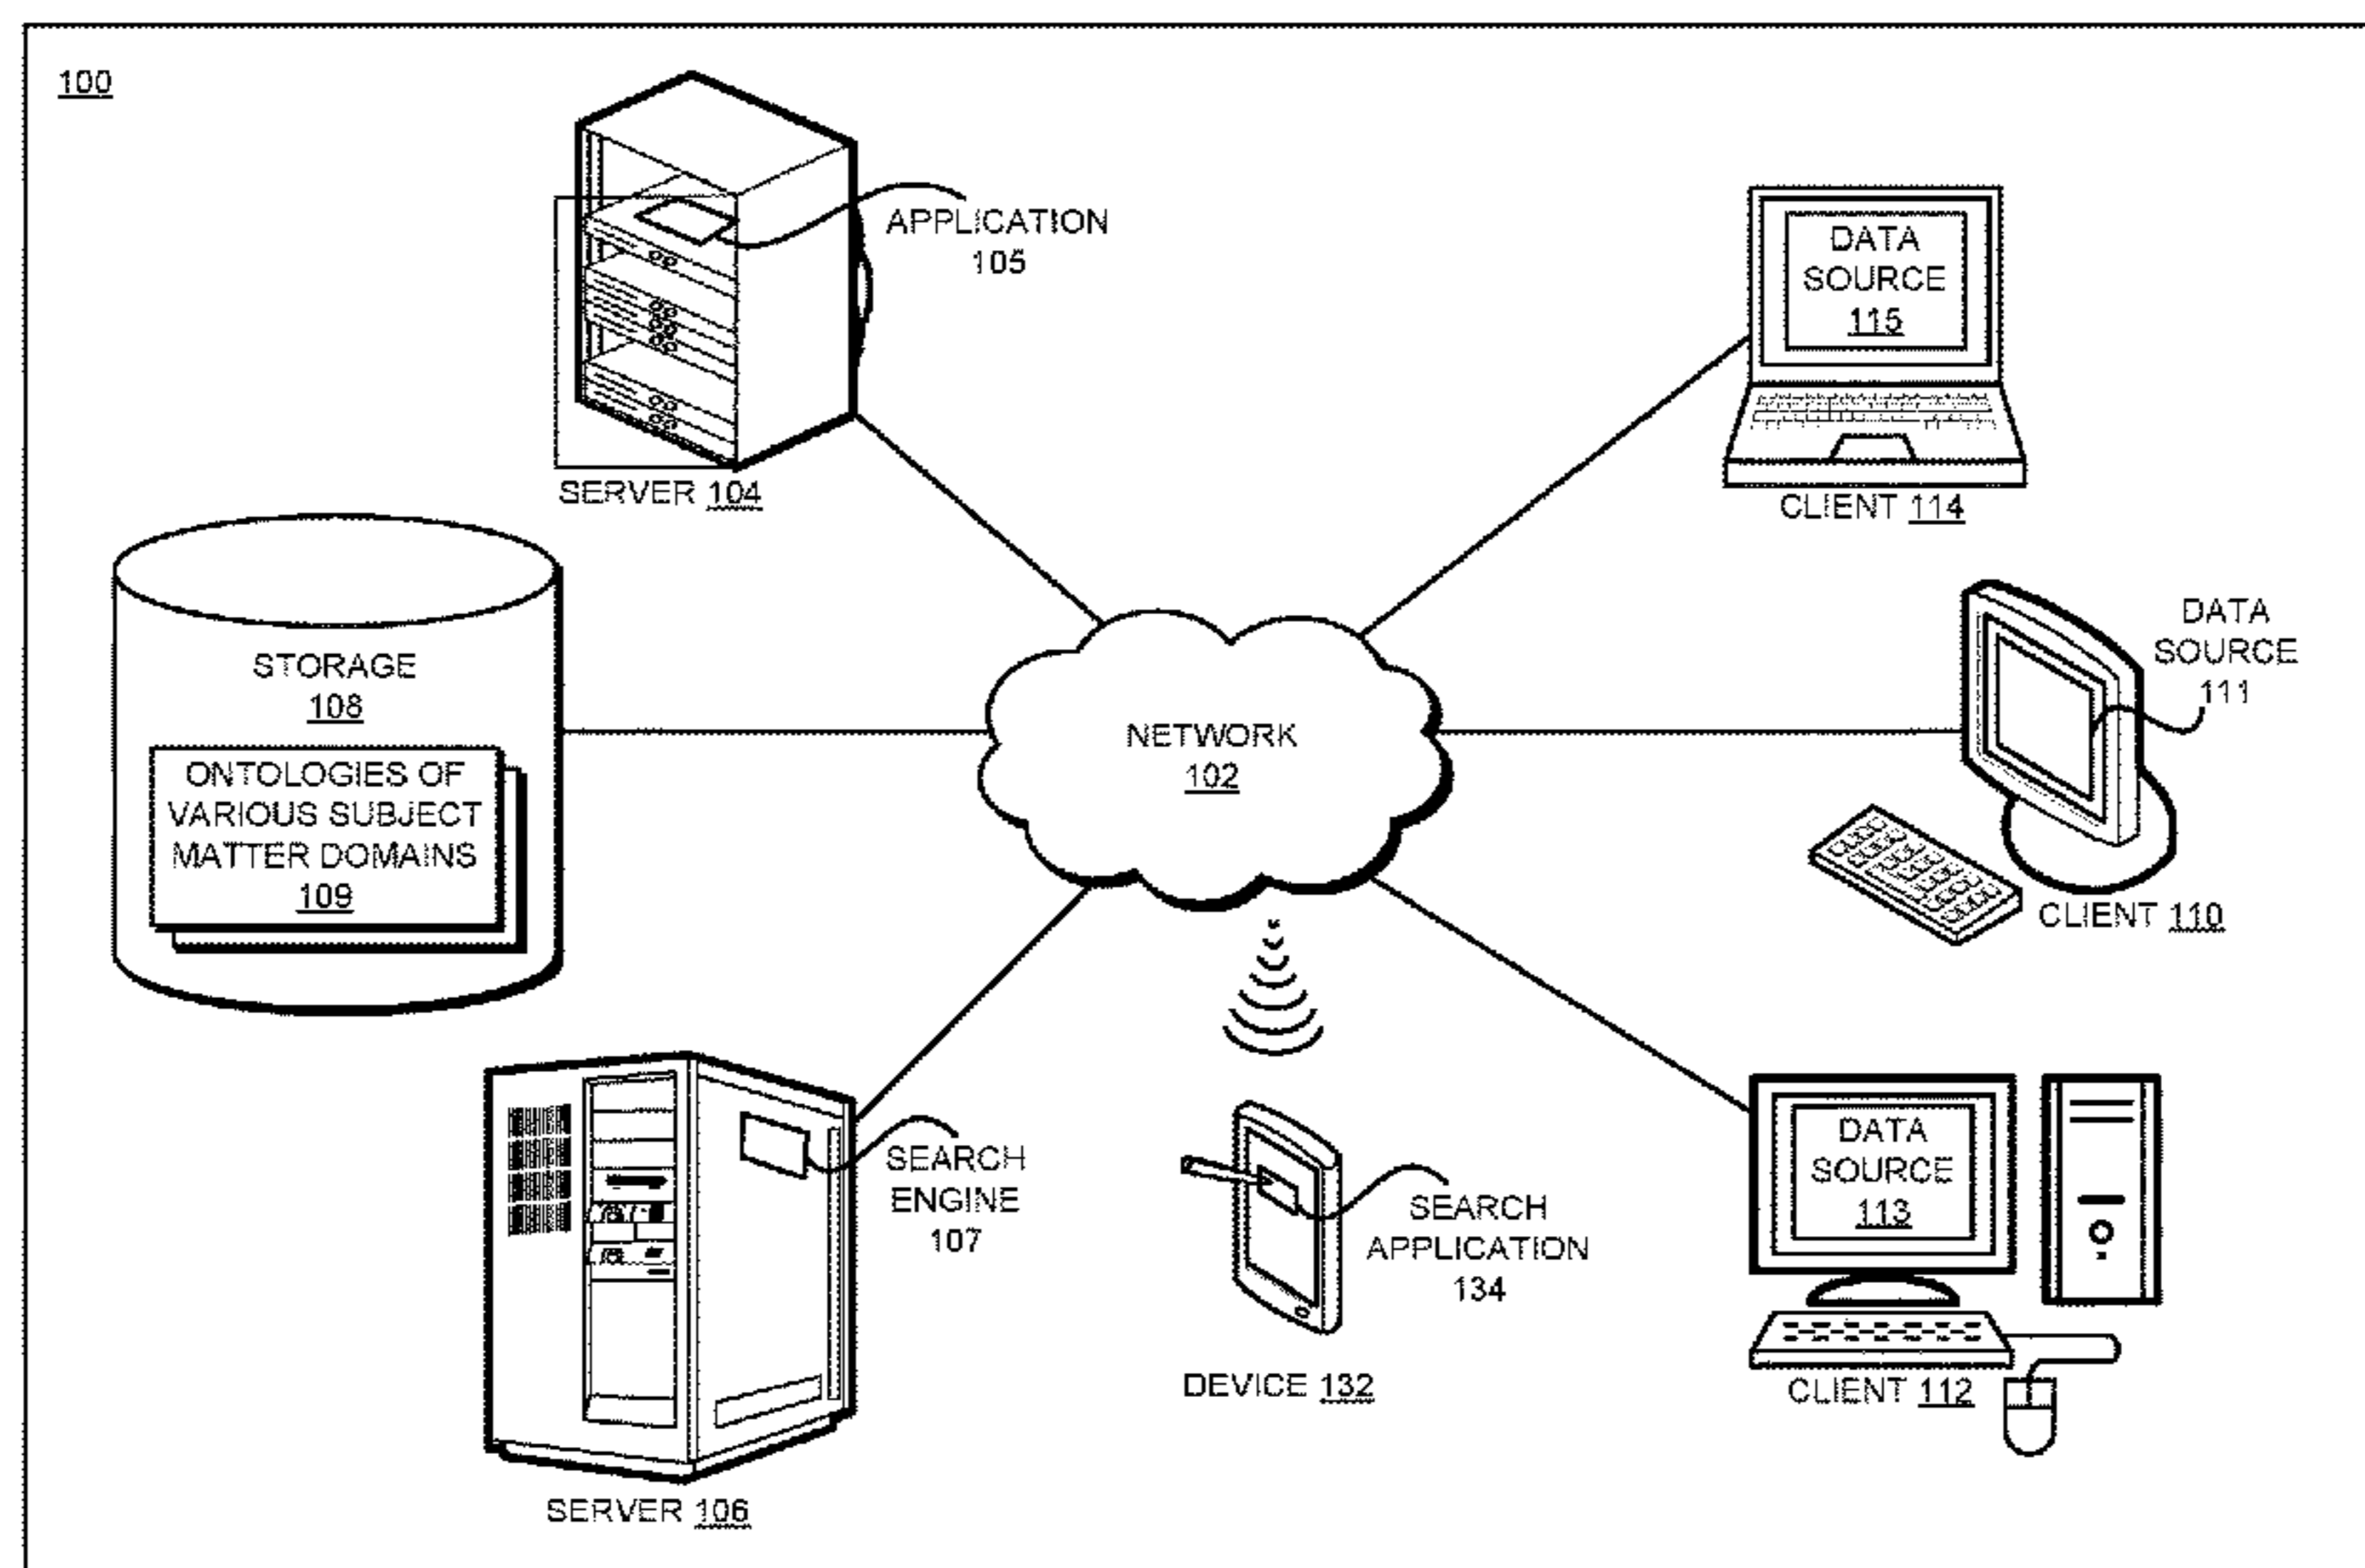 100
APPLICATION
105
SERVER 104
DATA
SOURCE
115
CLIENT 114
STORAGE
108
ONTOLOGIES OF
VARIOUS SUBJECT
MATTER DOMAINS
109
NETWORK
102
DATA
SOURCE
111
CLIENT 110
SEARCH
ENGINE
107
SERVER 106
SEARCH
APPLICATION
134
DEVICE 132
DATA
SOURCE
113
CLIENT 112